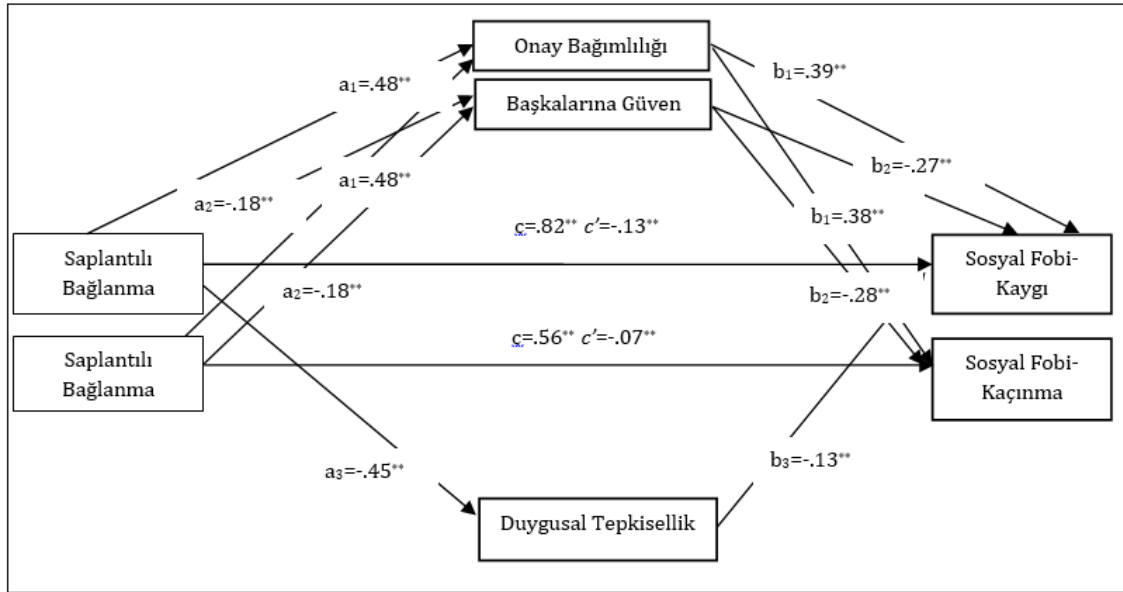 Onay Bağımlılığı
Başkalarına Güven
a₁=.48**
a₂=-.18**
a₁=.48**
a₂=-.18**
b₁=.39**
b₂=-.27**
b₁=.38**
b₂=-.28**
c=.82** c′=-.13**
Saplantılı
Bağlanma
Sosyal Fobi-
Kaygı
c=.56** c′=-.07**
Saplantılı
Bağlanma
Sosyal Fobi-
Kaçınma
a₃=-.45**
b₃=-.13**
Duygusal Tepkisellik